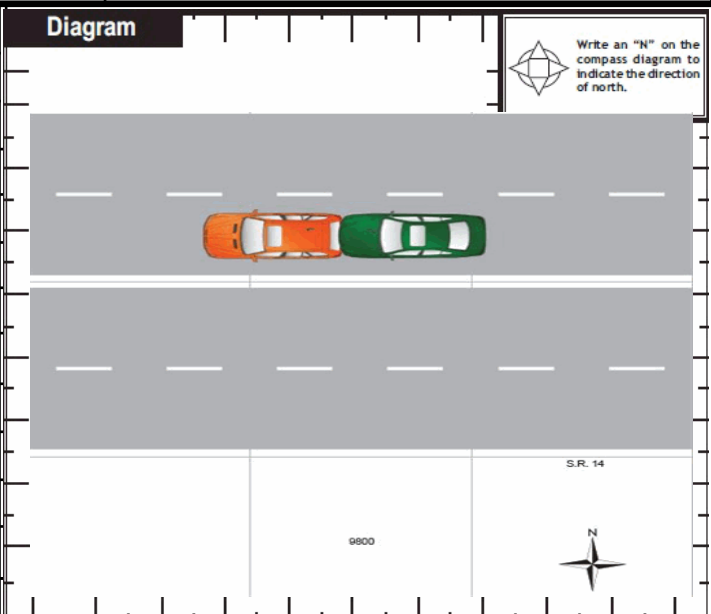 Diagram
Write an “N” on the
compass diagram to
indicate the direction
of north.
S.R. 14
9800
N